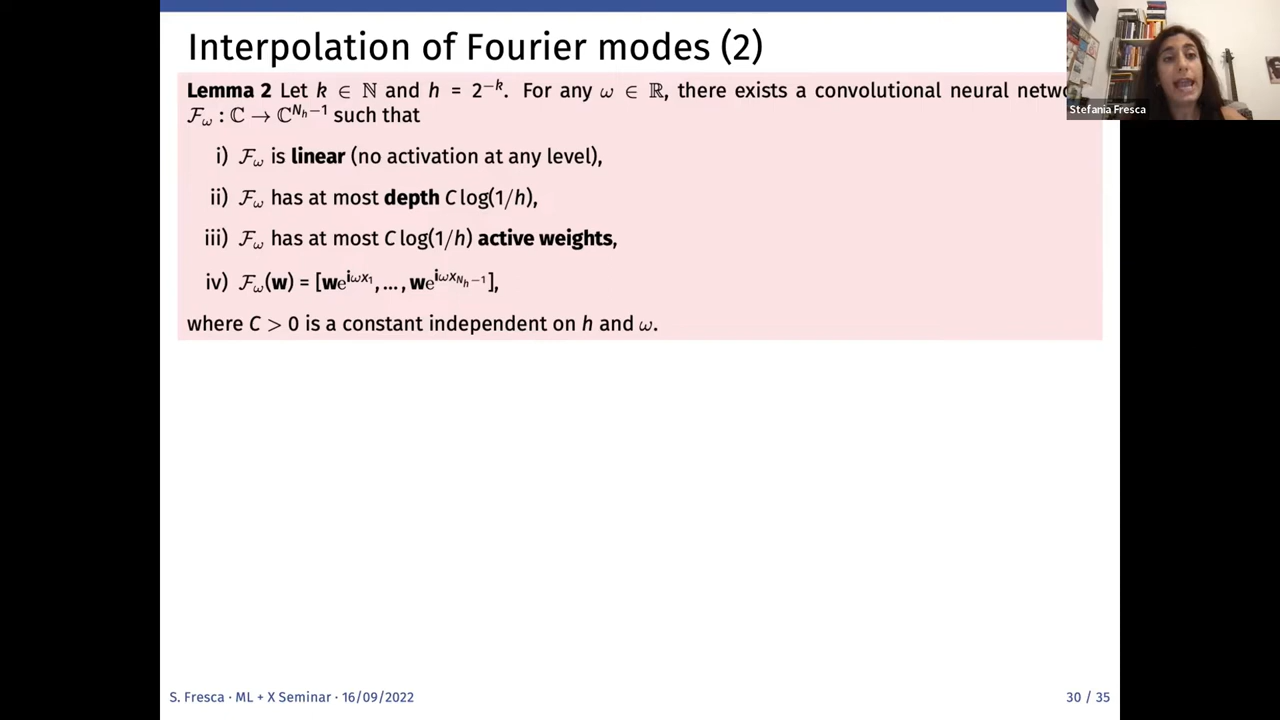 Interpolation of Fourier modes (2)
Lemma 2 Let k ∈ ℕ and h = 2⁻ᵏ. For any ω ∈ ℝ, there exists a convolutional neural netwo
ℱ_ω : ℂ → ℂ^{N_h−1} such that
i) ℱ_ω is linear (no activation at any level),
ii) ℱ_ω has at most depth C log(1/h),
iii) ℱ_ω has at most C log(1/h) active weights,
iv) ℱ_ω(w) = [we^{iωx_1}, ..., we^{iωx_{N_h−1}}],
where C > 0 is a constant independent on h and ω.
Stefania Fresca
S. Fresca · ML + X Seminar · 16/09/2022
30 / 35